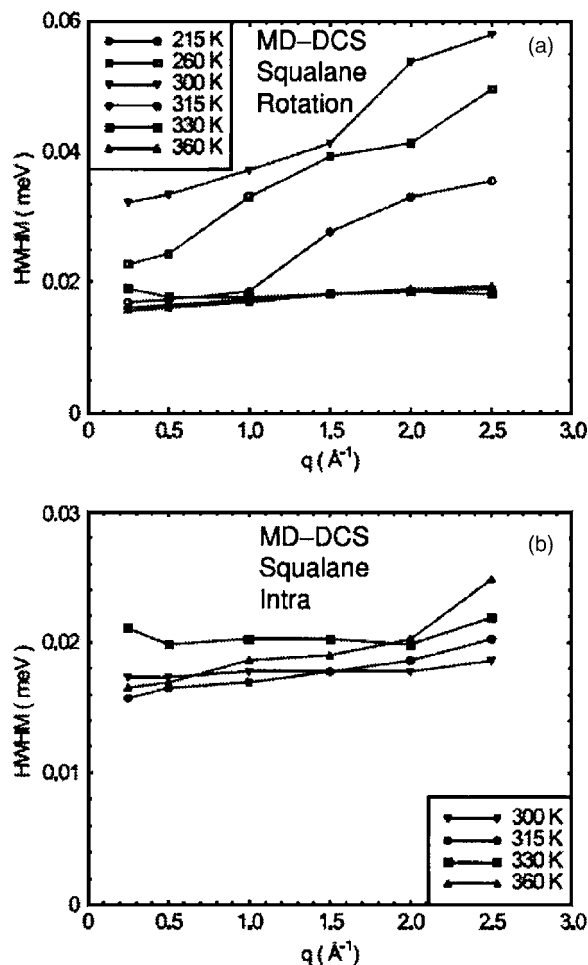 0.06
0.04
0.02
0
HWHM ( meV )
215 K
260 K
300 K
315 K
330 K
360 K
MD–DCS
Squalane
Rotation
(a)
0 0.5 1.0 1.5 2.0 2.5 3.0
q ( Å-1)
0.03
0.02
0.01
0
HWHM ( meV )
MD–DCS
Squalane
Intra
(b)
300 K
315 K
330 K
360 K
0 0.5 1.0 1.5 2.0 2.5 3.0
q ( Å-1)